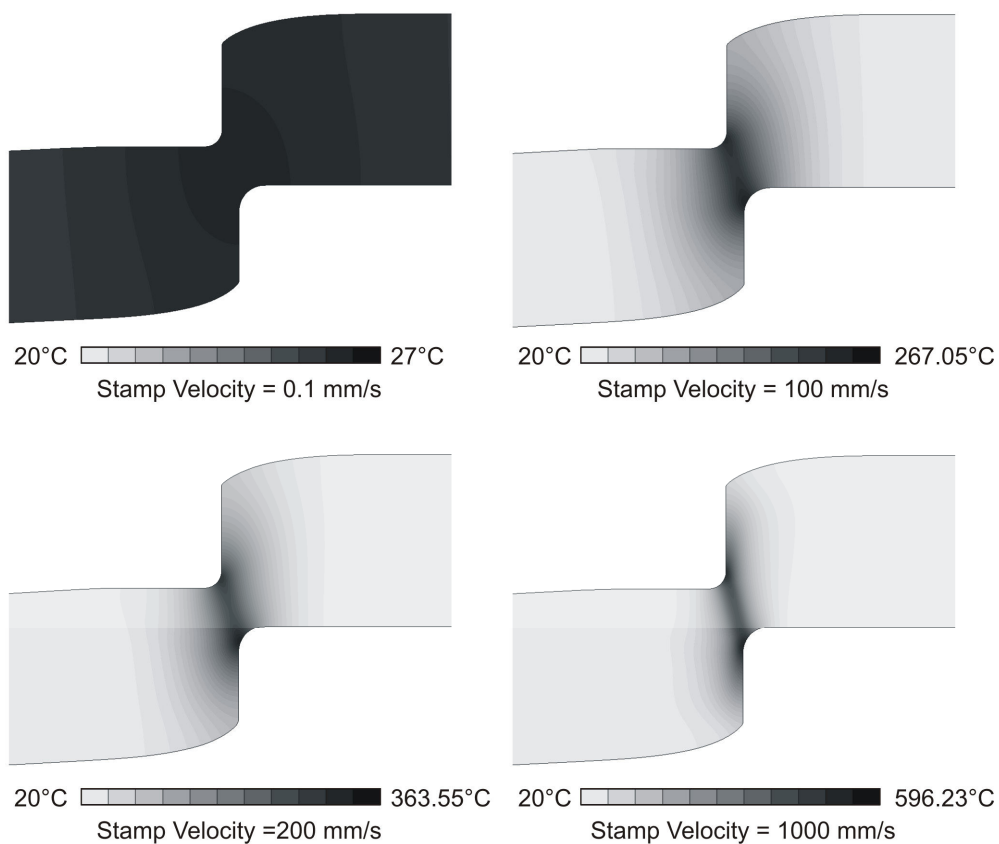 20°C 27°C
Stamp Velocity = 0.1 mm/s
20°C 267.05°C
Stamp Velocity = 100 mm/s
20°C 363.55°C
Stamp Velocity =200 mm/s
20°C 596.23°C
Stamp Velocity = 1000 mm/s